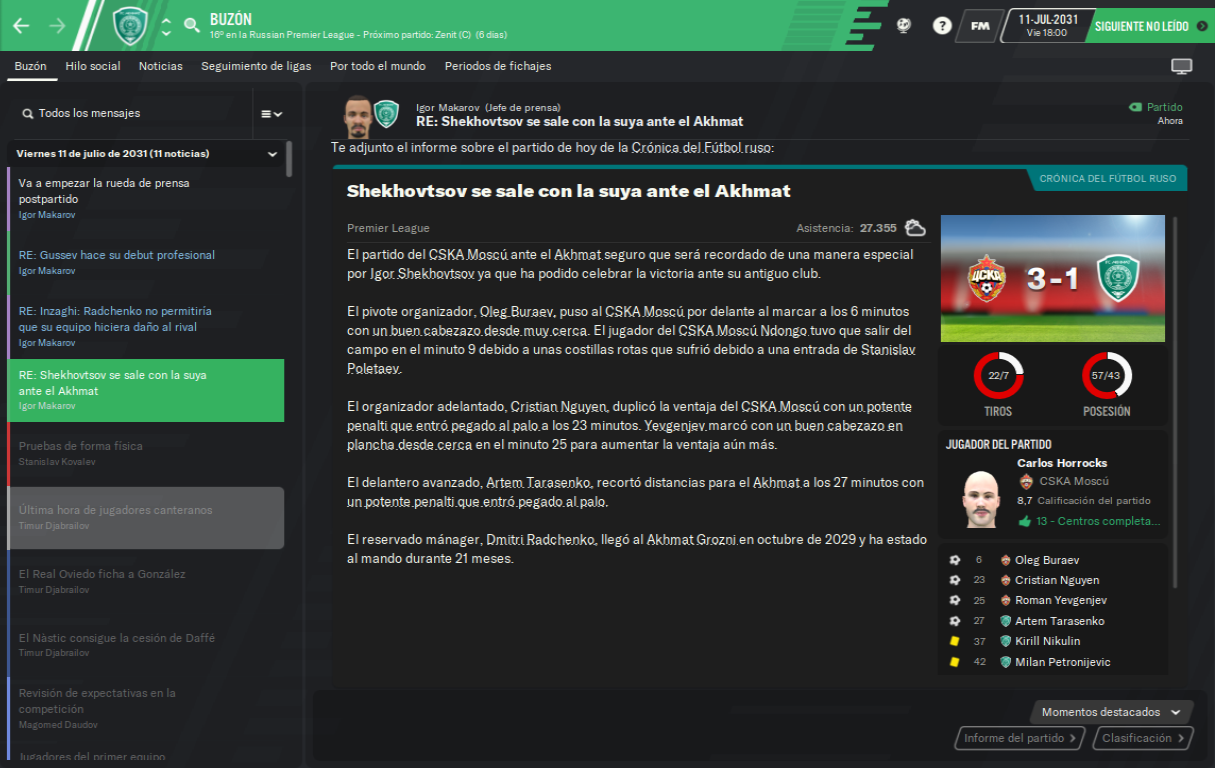 BUZÓN
16º en la Russian Premier League - Próximo partido: Zenit (C) (6 días)
?
FM
11-JUL-2031
Vie 18:00
SIGUIENTE NO LEÍDO
Buzón
Hilo social
Noticias
Seguimiento de ligas
Por todo el mundo
Periodos de fichajes
Todos los mensajes
Viernes 11 de julio de 2031 (11 noticias)
Va a empezar la rueda de prensa
postpartido
Igor Makarov
RE: Gussev hace su debut profesional
Igor Makarov
RE: Inzaghi: Radchenko no permitiría
que su equipo hiciera daño al rival
Igor Makarov
RE: Shekhovtsov se sale con la suya
ante el Akhmat
Igor Makarov
Pruebas de forma física
Stanislav Kovalev
Última hora de jugadores canteranos
Timur Djabrailov
El Real Oviedo ficha a González
Timur Djabrailov
El Nàstic consigue la cesión de Daffé
Timur Djabrailov
Revisión de expectativas en la
competición
Magomed Daudov
Jugadores del primer equipo
Igor Makarov (Jefe de prensa)
RE: Shekhovtsov se sale con la suya ante el Akhmat
Partido
Ahora
Te adjunto el informe sobre el partido de hoy de la Crónica del Fútbol ruso:
CRÓNICA DEL FÚTBOL RUSO
Shekhovtsov se sale con la suya ante el Akhmat
Premier League
Asistencia: 27.355
El partido del CSKA Moscú ante el Akhmat seguro que será recordado de una manera especial
por Igor Shekhovtsov ya que ha podido celebrar la victoria ante su antiguo club.
El pivote organizador, Oleg Buraev, puso al CSKA Moscú por delante al marcar a los 6 minutos
con un buen cabezazo desde muy cerca. El jugador del CSKA Moscú Ndongo tuvo que salir del
campo en el minuto 9 debido a unas costillas rotas que sufrió debido a una entrada de Stanislav
Poletaev.
El organizador adelantado, Cristian Nguyen, duplicó la ventaja del CSKA Moscú con un potente
penalti que entró pegado al palo a los 23 minutos. Yevgenjev marcó con un buen cabezazo en
plancha desde cerca en el minuto 25 para aumentar la ventaja aún más.
El delantero avanzado, Artem Tarasenko, recortó distancias para el Akhmat a los 27 minutos con
un potente penalti que entró pegado al palo.
El reservado mánager, Dmitri Radchenko, llegó al Akhmat Grozni en octubre de 2029 y ha estado
al mando durante 21 meses.
ЦСКА
3-1
22/7
TIROS
57/43
POSESIÓN
JUGADOR DEL PARTIDO
Carlos Horrocks
CSKA Moscú
8,7 Calificación del partido
13 - Centros completa...
6 Oleg Buraev
23 Cristian Nguyen
25 Roman Yevgenjev
27 Artem Tarasenko
37 Kirill Nikulin
42 Milan Petronijevic
Momentos destacados
Informe del partido
Clasificación